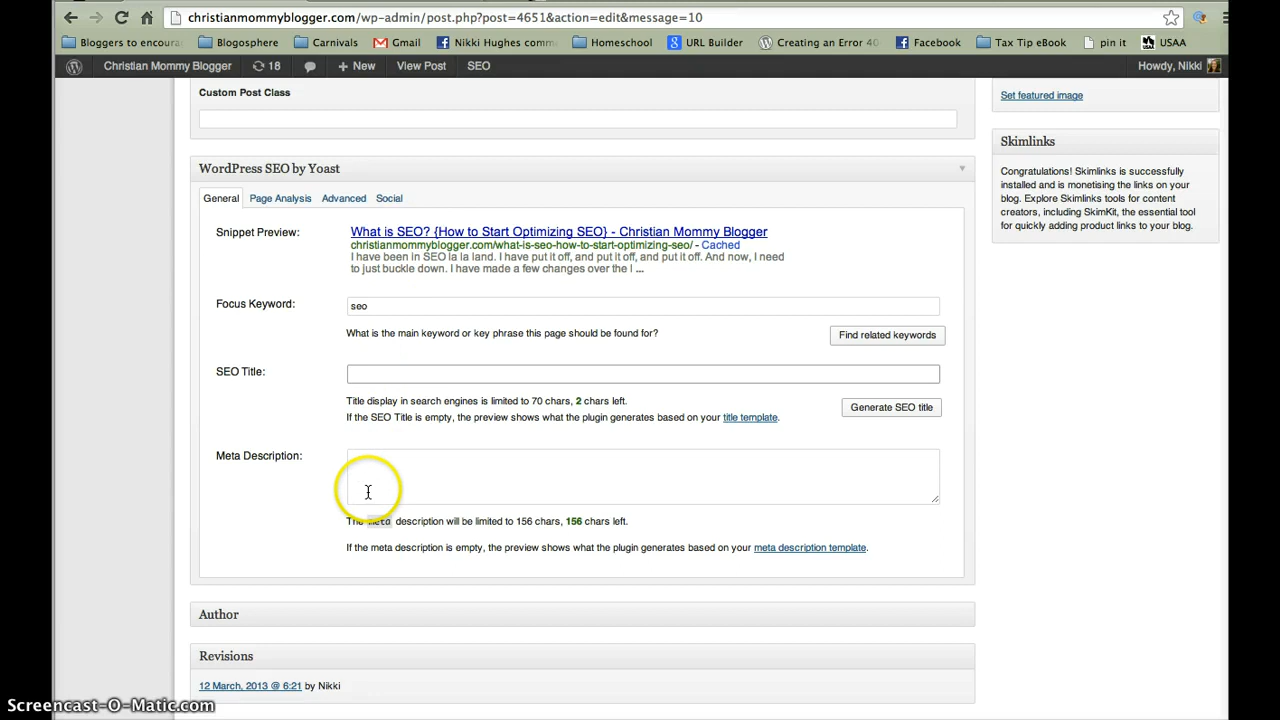 christianmommyblogger.com/wp-admin/post.php?post=4651&action=edit&message=10
Bloggers to encoura Blogosphere Carnivals Gmail Nikki Hughes comm Homeschool URL Builder Creating an Error 40 Facebook Tax Tip eBook pin it USAA
Christian Mommy Blogger 18 + New View Post SEO Howdy, Nikki
Custom Post Class
Set featured image
Skimlinks
Congratulations! Skimlinks is successfully
installed and is monetising the links on your
blog. Explore Skimlinks tools for content
creators, including SkimKit, the essential tool
for quickly adding product links to your blog.
WordPress SEO by Yoast
General Page Analysis Advanced Social
Snippet Preview:
What is SEO? {How to Start Optimizing SEO} - Christian Mommy Blogger
christianmommyblogger.com/what-is-seo-how-to-start-optimizing-seo/ - Cached
I have been in SEO la la land. I have put it off, and put it off, and put it off. And now, I need
to just buckle down. I have made a few changes over the l ...
Focus Keyword: seo
What is the main keyword or key phrase this page should be found for? Find related keywords
SEO Title:
Title display in search engines is limited to 70 chars, 2 chars left.
Generate SEO title
If the SEO Title is empty, the preview shows what the plugin generates based on your title template.
Meta Description:
The meta description will be limited to 156 chars, 156 chars left.
If the meta description is empty, the preview shows what the plugin generates based on your meta description template.
Author
Revisions
12 March, 2013 @ 6:21 by Nikki
Screencast-O-Matic.com